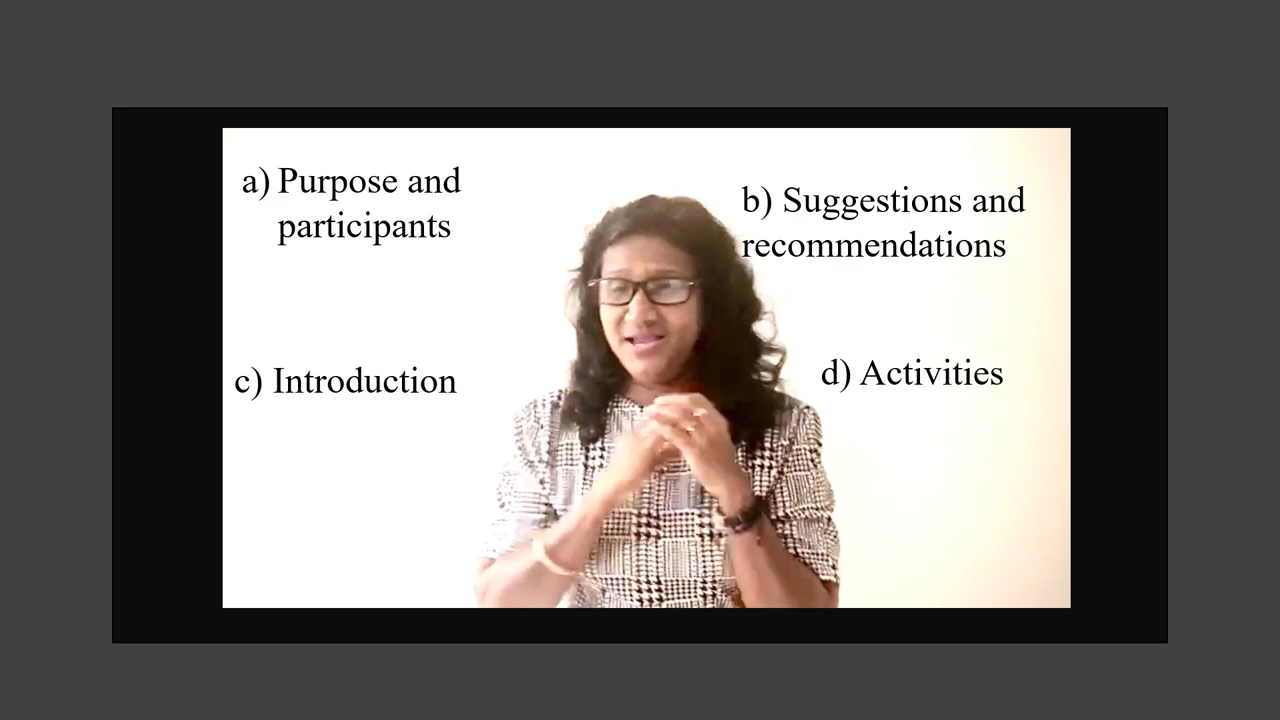 a) Purpose and
participants
b) Suggestions and
recommendations
c) Introduction
d) Activities